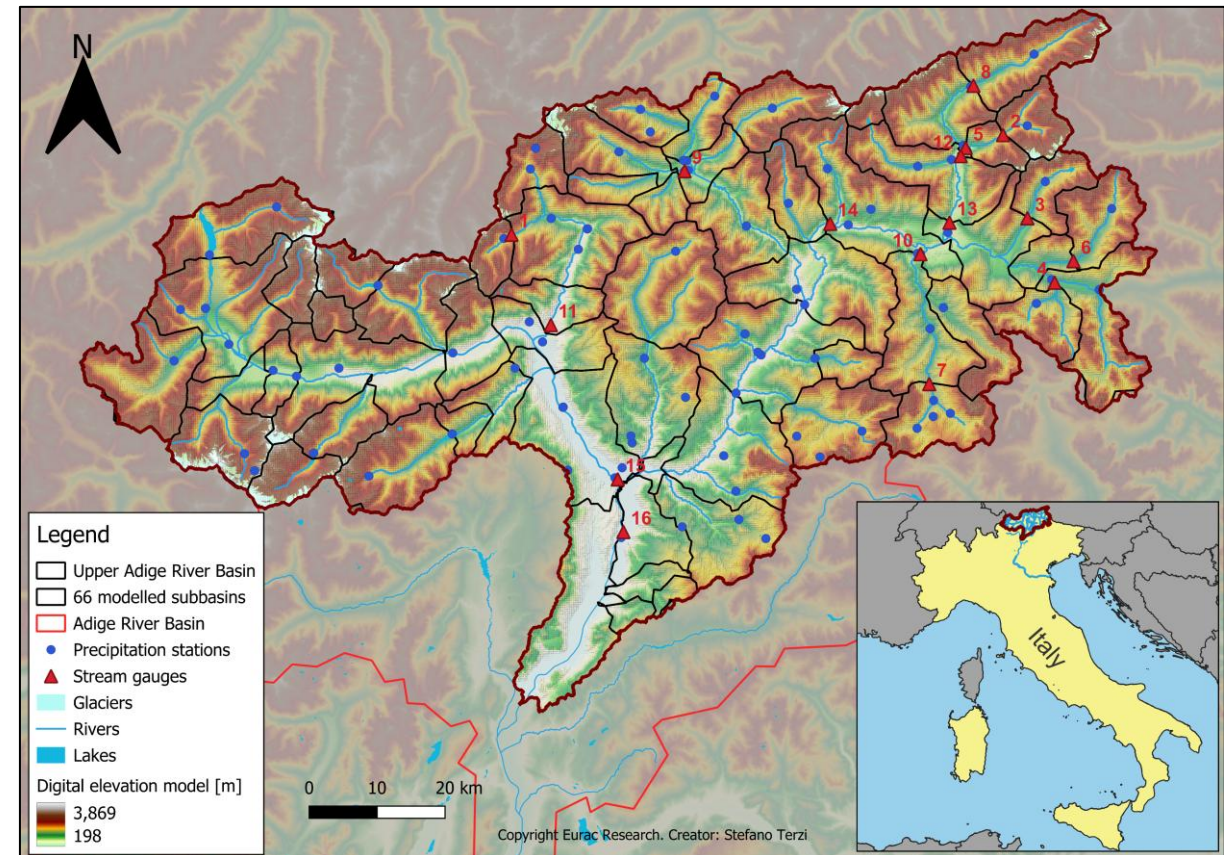 N
8
2
5
12
9
3
1
14
13
10
6
4
11
7
15
16
Legend
Upper Adige River Basin
66 modelled subbasins
Adige River Basin
Precipitation stations
Stream gauges
Glaciers
Rivers
Lakes
Digital elevation model [m]
3,869
198
0 10 20 km
Copyright Eurac Research. Creator: Stefano Terzi
Italy